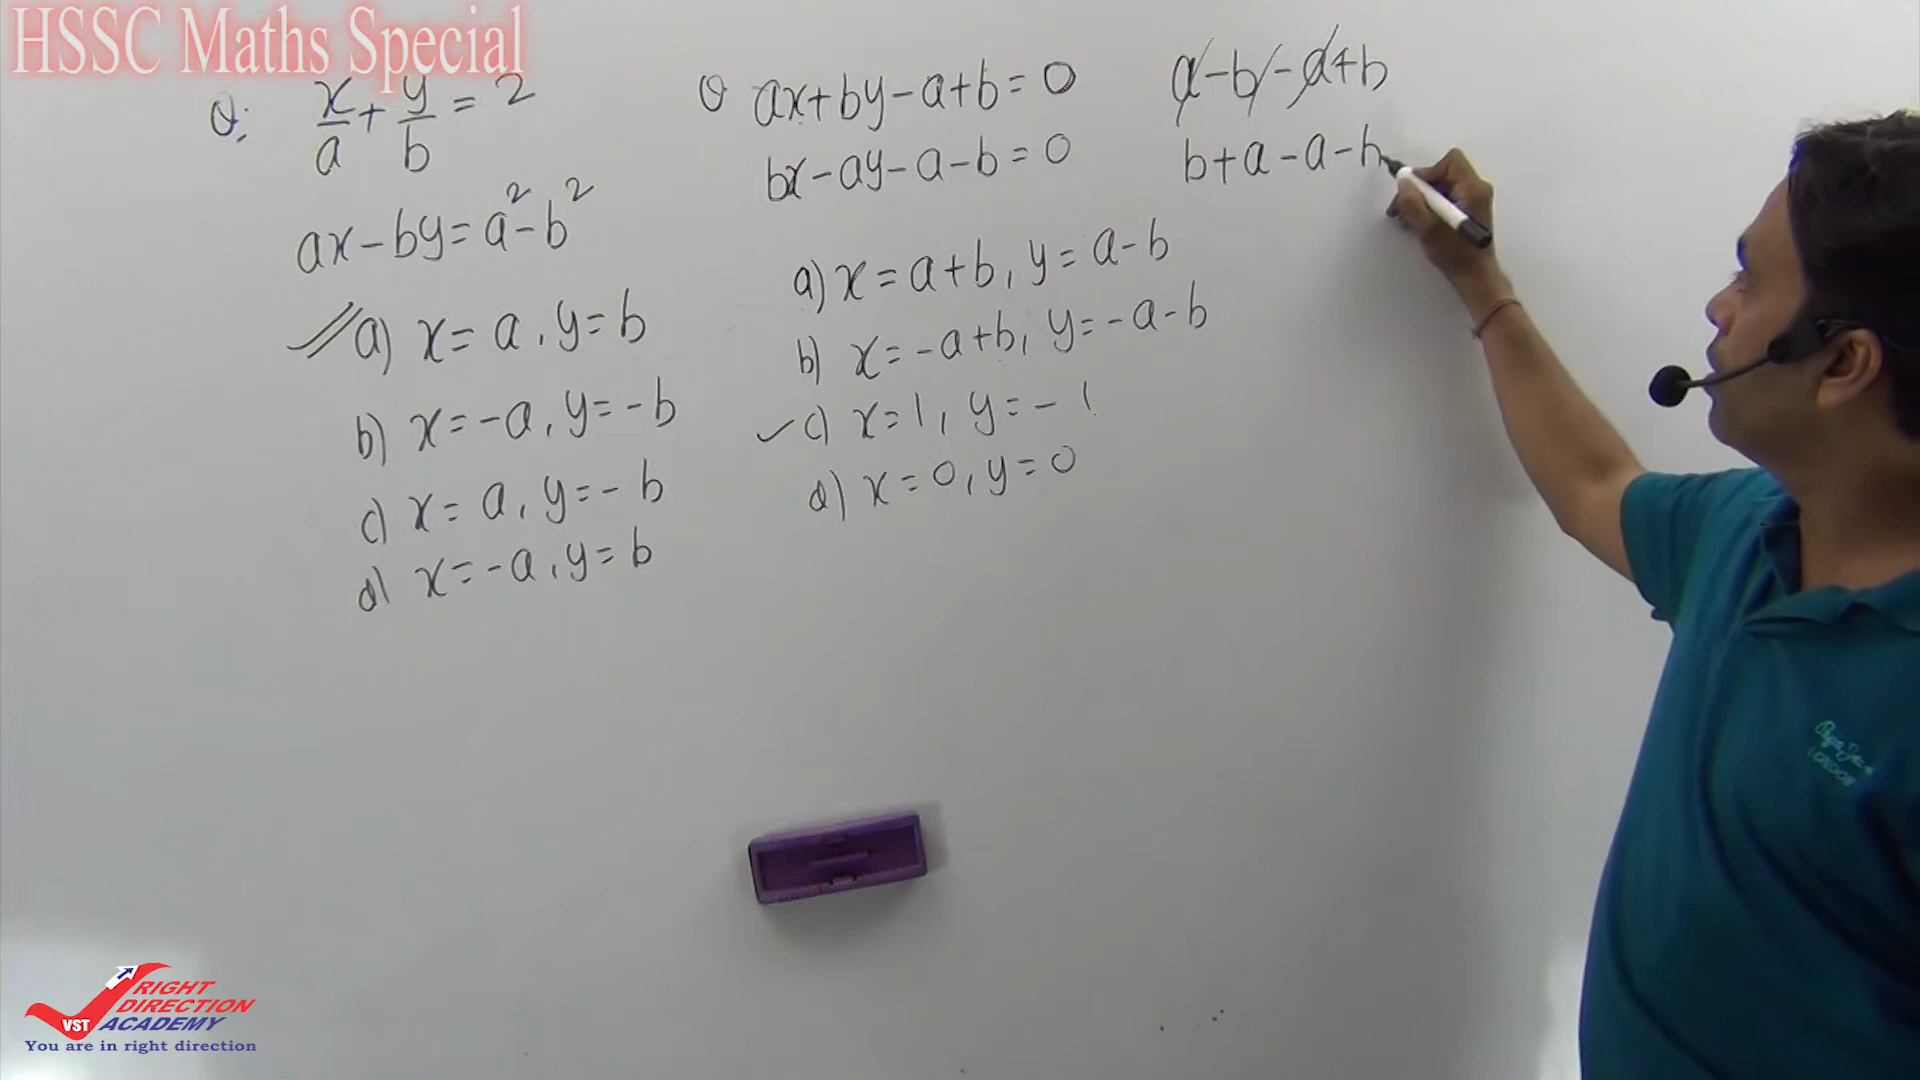 HSSC Maths Special
Q: x/a + y/b = 2
ax - by = a² - b²
a) x = a, y = b
b) x = -a, y = -b
c) x = a, y = -b
d) x = -a, y = b
Q ax + by - a + b = 0
bx - ay - a - b = 0
a) x = a + b, y = a - b
b) x = -a + b, y = -a - b
c) x = 1, y = -1
d) x = 0, y = 0
a - b - a + b
b + a - a - b
LONDON
RIGHT
DIRECTION
VST ACADEMY
You are in right direction